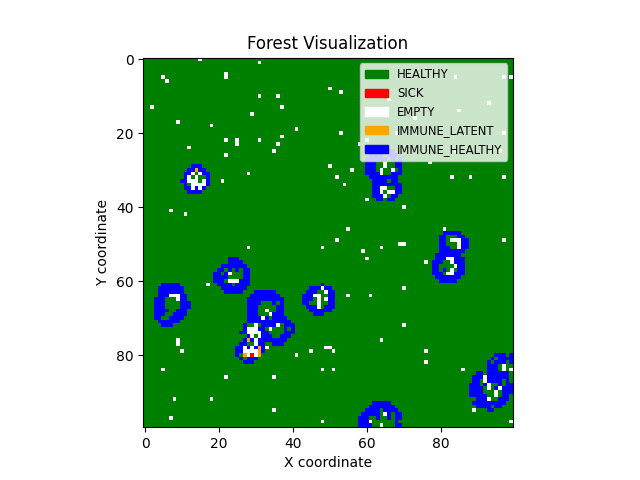 Forest Visualization
HEALTHY
SICK
EMPTY
IMMUNE_LATENT
IMMUNE_HEALTHY
0
20
40
60
80
Y coordinate
0 20 40 60 80
X coordinate